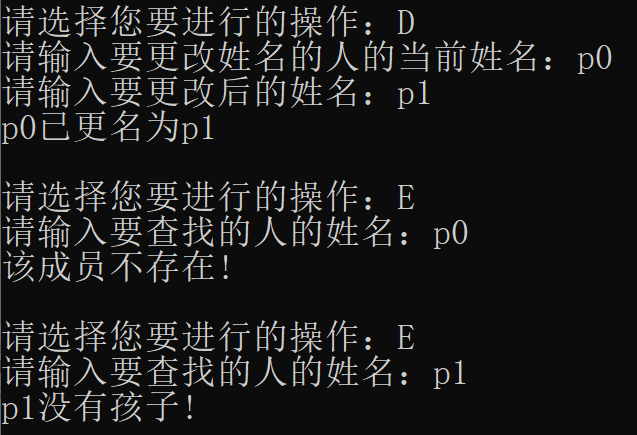 请选择您要进行的操作：D
请输入要更改姓名的人的当前姓名：p0
请输入要更改后的姓名：p1
p0已更名为p1
请选择您要进行的操作：E
请输入要查找的人的姓名：p0
该成员不存在!
请选择您要进行的操作：E
请输入要查找的人的姓名：p1
p1没有孩子!